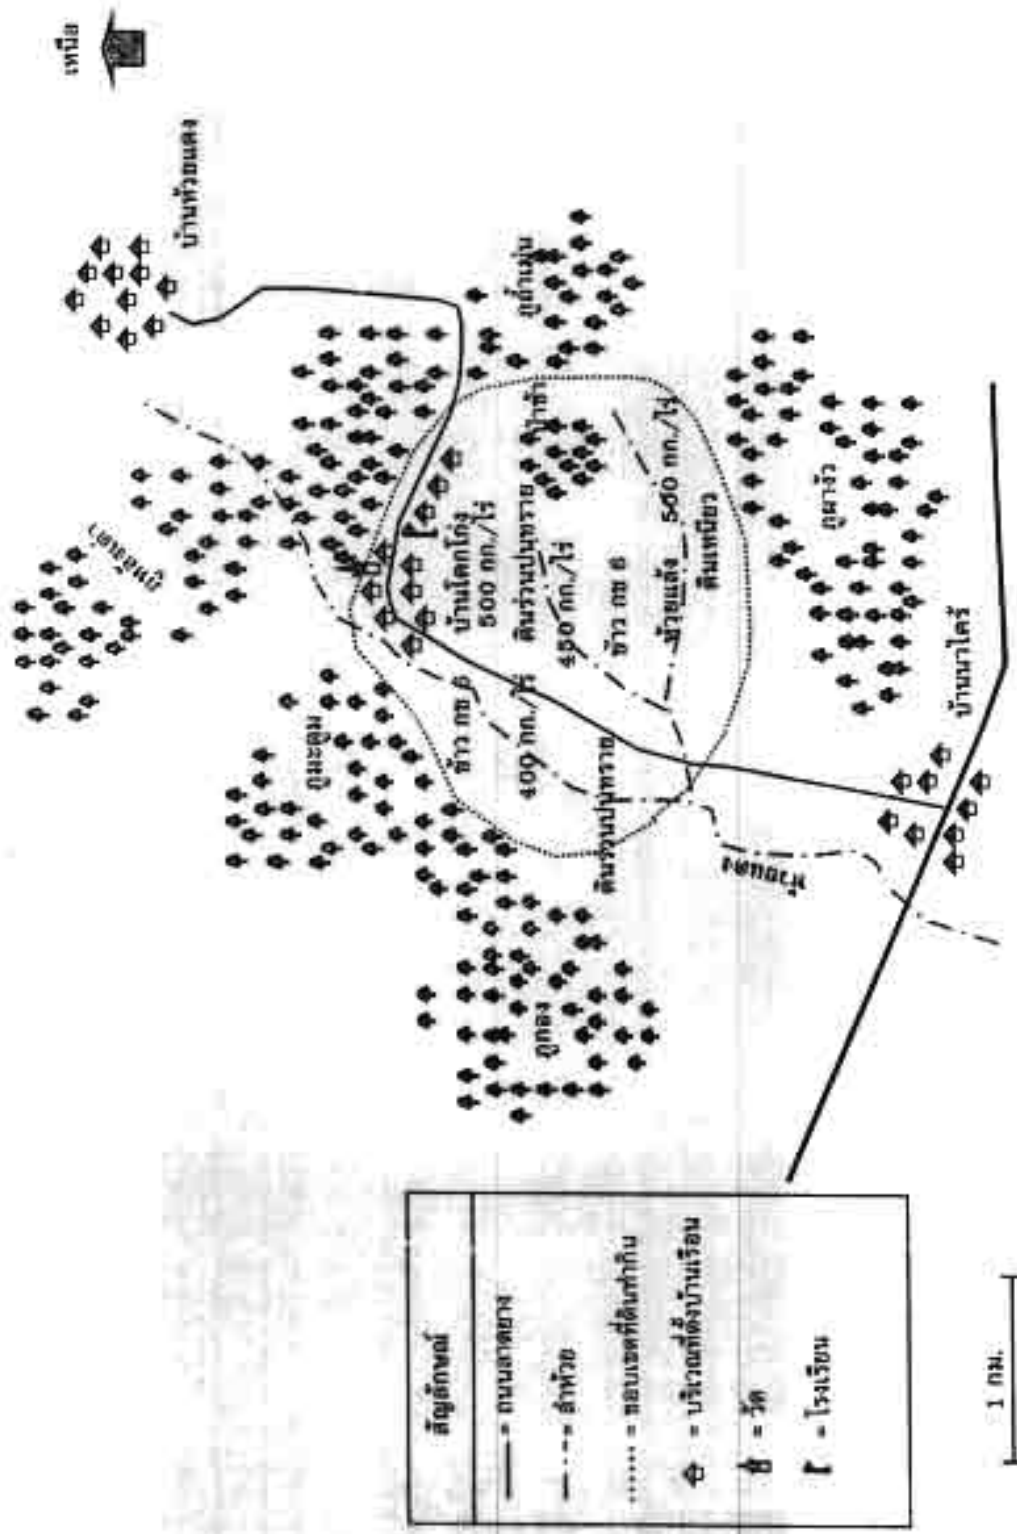 เหนือ
บ้านห้วยแดง
ภูผึ้ง
ภูถ้ำเม่น
ป่าช้า
บ้านโคกโก่ง
500 กก./ไร่
ดินร่วนปนทราย
450 กก./ไร่
ข้าว กข 6
ห้วยแล้ง
500 กก./ไร่
ดินเหนียว
ข้าว กข 6
400 กก./ไร่
ดินร่วนปนทราย
ภูผางัว
ภูกอง
ห้วยแดง
บ้านนาไคร้
สัญลักษณ์
= ถนนลาดยาง
= ลำห้วย
= ขอบเขตที่ดินทำกิน
= บริเวณที่ตั้งบ้านเรือน
= วัด
= โรงเรียน
1 กม.